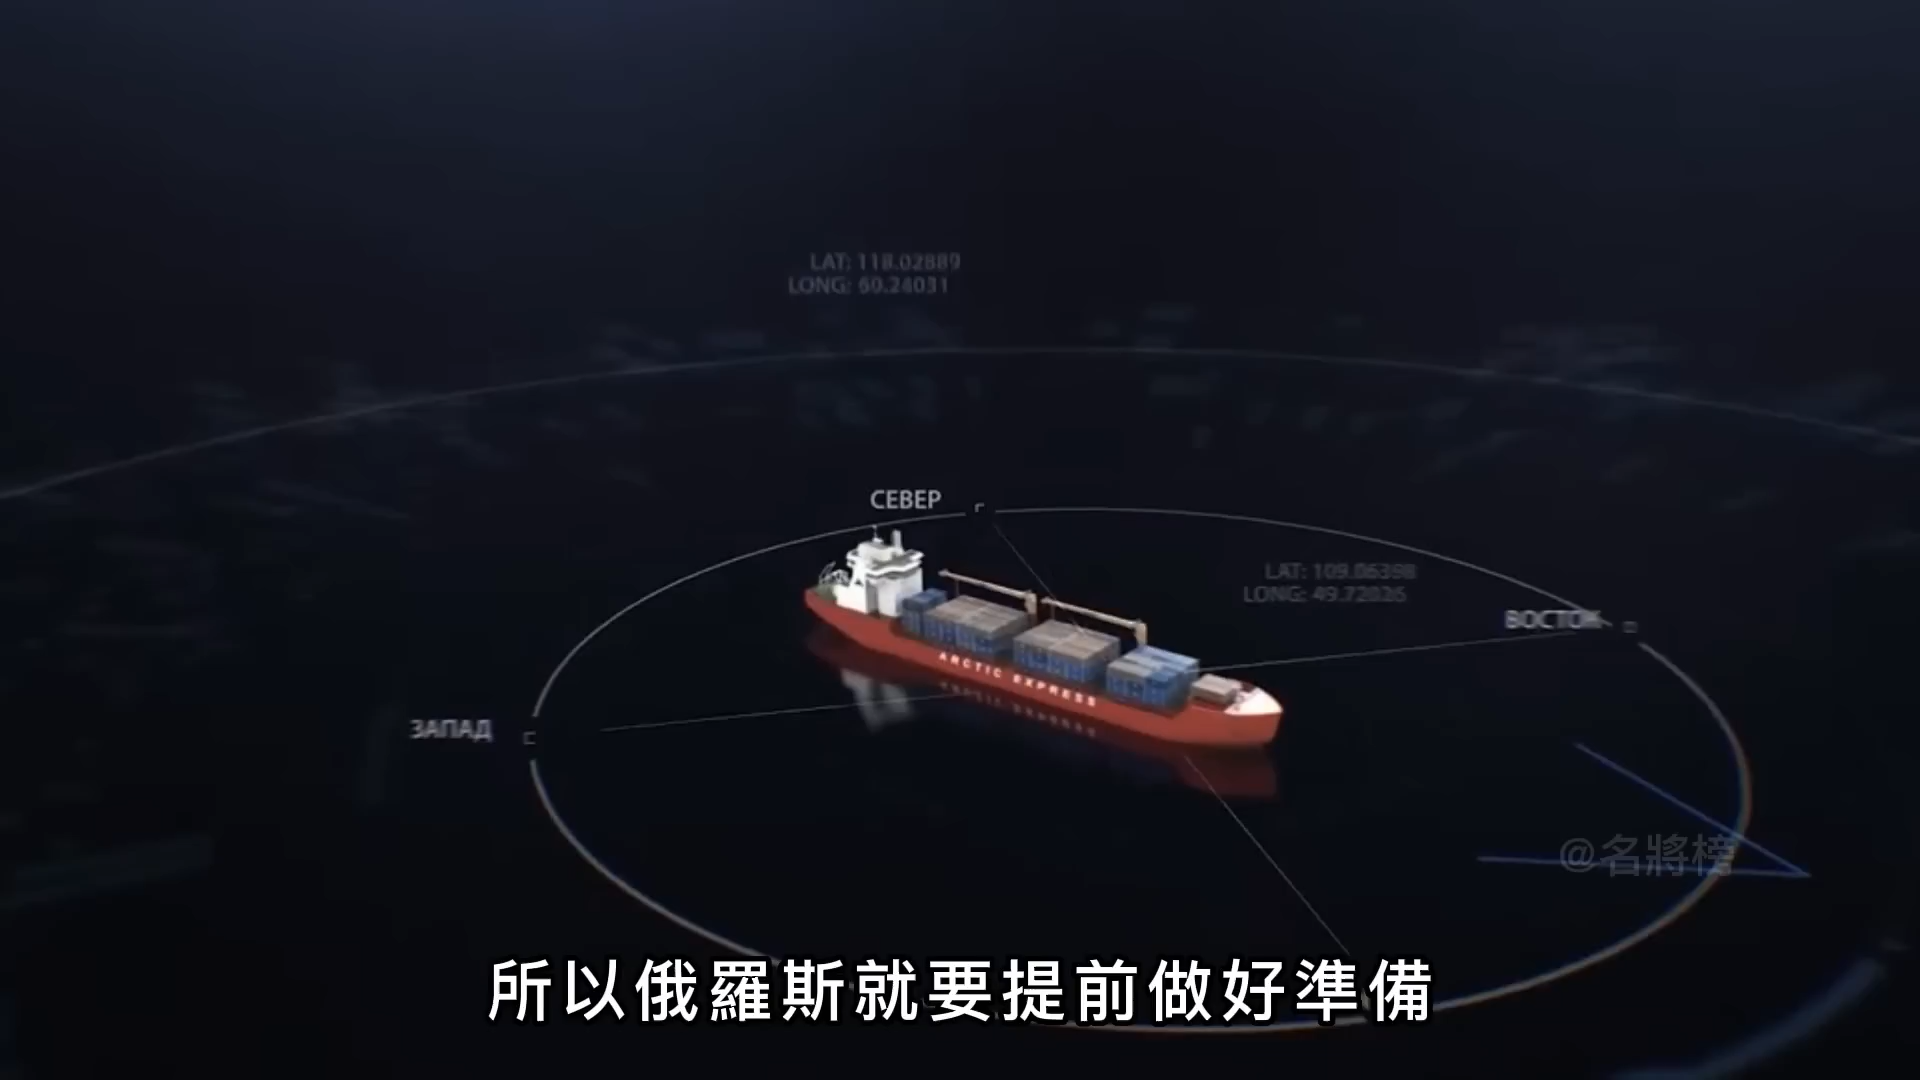 LAT: 118.02889
LONG: 60.24031
СЕВЕР
LAT: 109.06398
LONG: 49.72026
ВОСТОК
ARCTIC EXPRESS
ЗАПАД
@名將榜
所以俄羅斯就要提前做好準備